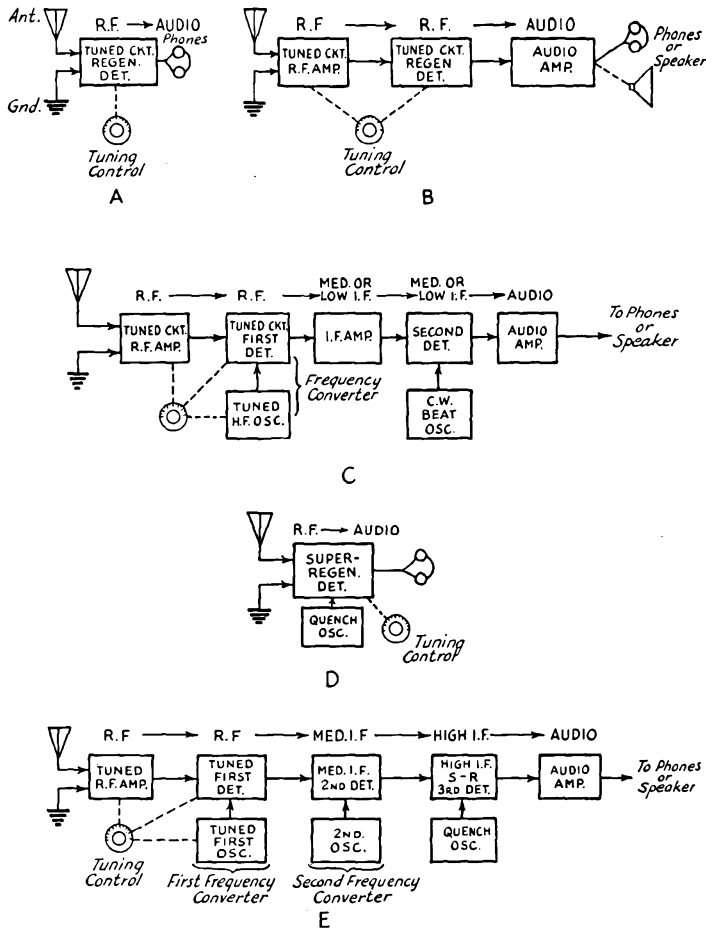 Ant.
R.F. → AUDIO
Phones
TUNED CKT.
REGEN.
DET.
Gnd.
Tuning
Control
A
R.F → R.F. → AUDIO
TUNED CKT.
R.F. AMP.
TUNED CKT.
REGEN
DET.
AUDIO
AMP.
Phones
or
Speaker
Tuning
Control
B
R.F. → R.F. → MED. OR
LOW I.F. → MED. OR
LOW I.F. → AUDIO
TUNED CKT.
R.F. AMP.
TUNED CKT.
FIRST
DET.
I.F. AMP.
SECOND
DET.
AUDIO
AMP.
To Phones
or
Speaker
TUNED
H.F. OSC.
Frequency
Converter
C.W.
BEAT
OSC.
C
R.F. → AUDIO
SUPER-
REGEN.
DET.
QUENCH
OSC.
Tuning
Control
D
R.F → R.F → MED. I.F → HIGH I.F. → AUDIO
TUNED
R.F. AMP.
TUNED
FIRST
DET.
MED. I.F.
2ND DET.
HIGH I.F.
S-R
3RD DET.
AUDIO
AMP.
To Phones
or
Speaker
Tuning
Control
TUNED
FIRST
OSC.
2ND.
OSC.
QUENCH
OSC.
First Frequency
Converter
Second Frequency
Converter
E